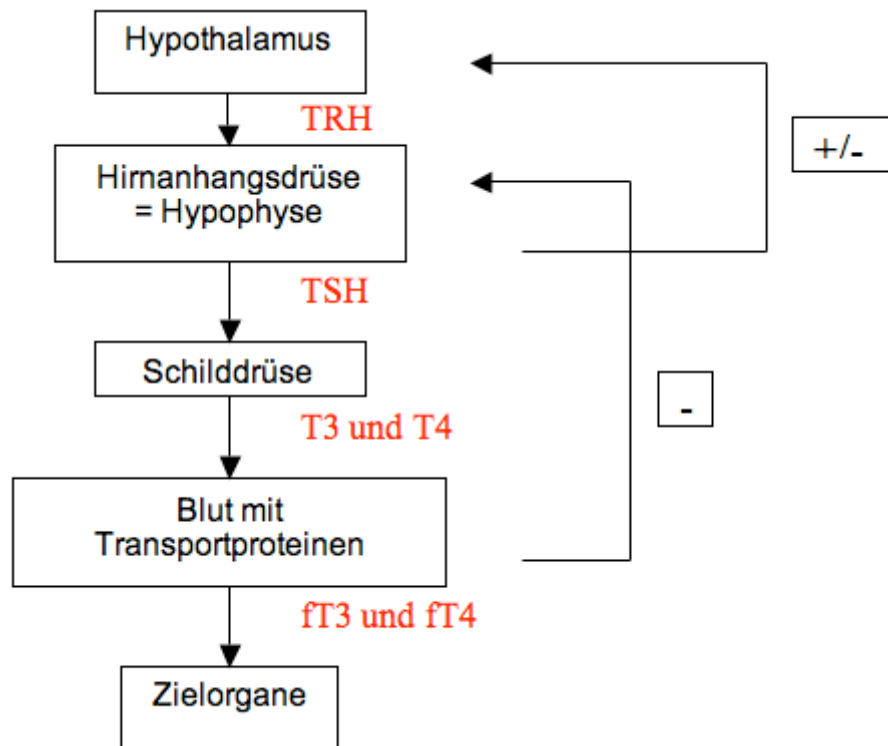 Hypothalamus
TRH
+/-
Hirnanhangsdrüse
= Hypophyse
TSH
Schilddrüse
-
T3 und T4
Blut mit
Transportproteinen
fT3 und fT4
Zielorgane